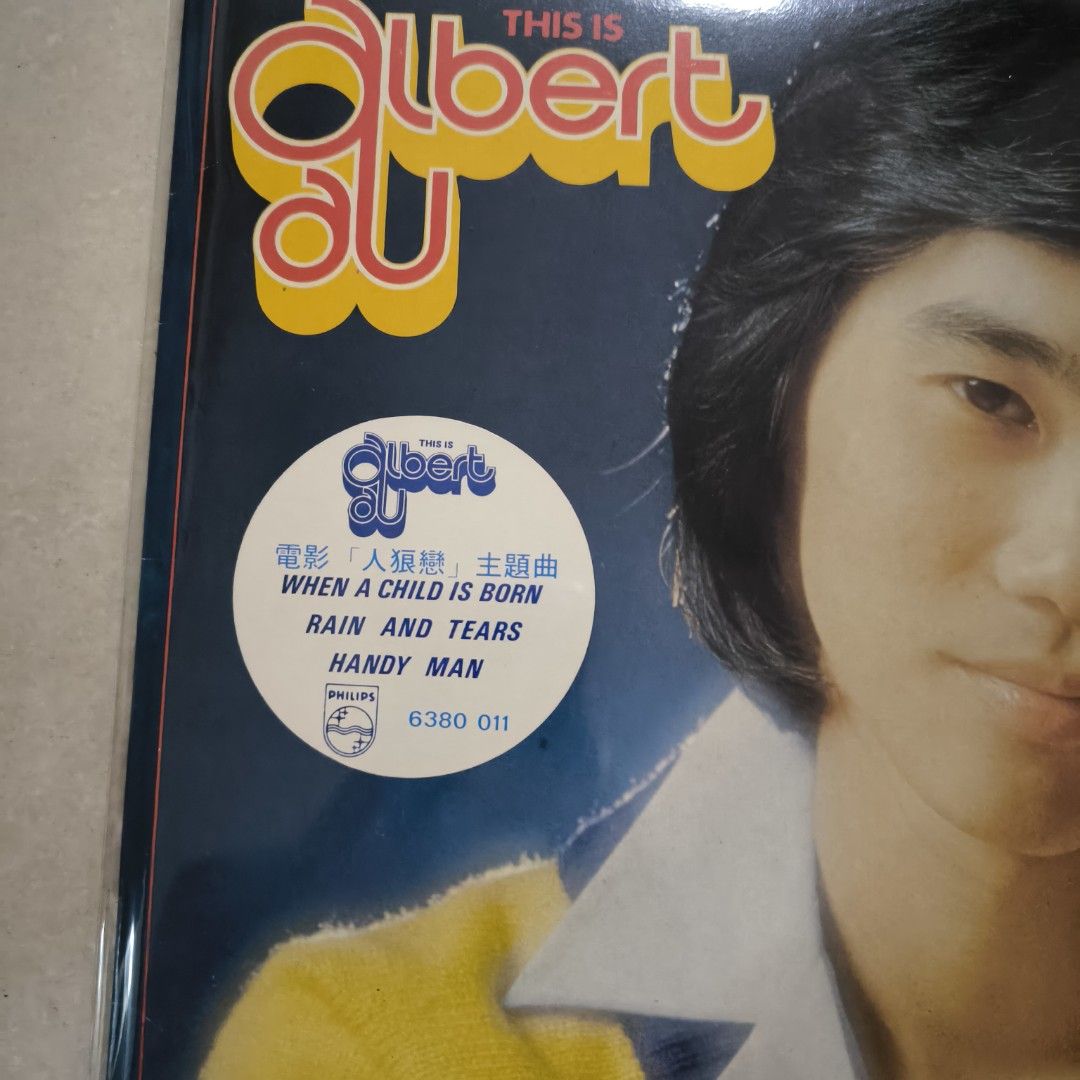 THIS IS
albert
au
THIS IS
albert
au
電影「人狼戀」主題曲
WHEN A CHILD IS BORN
RAIN AND TEARS
HANDY MAN
PHILIPS
6380 011